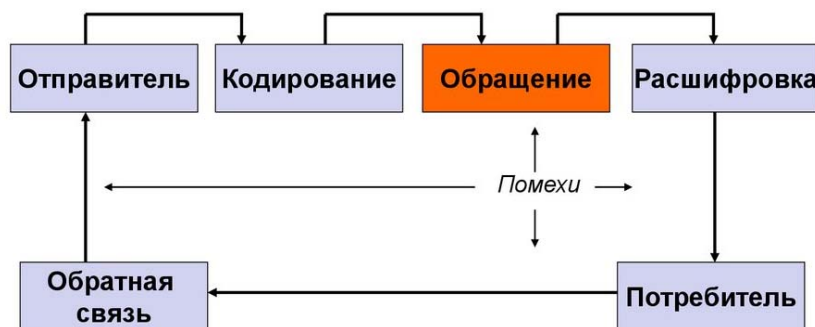 Отправитель
Кодирование
Обращение
Расшифровка
Помехи
Обратная
связь
Потребитель